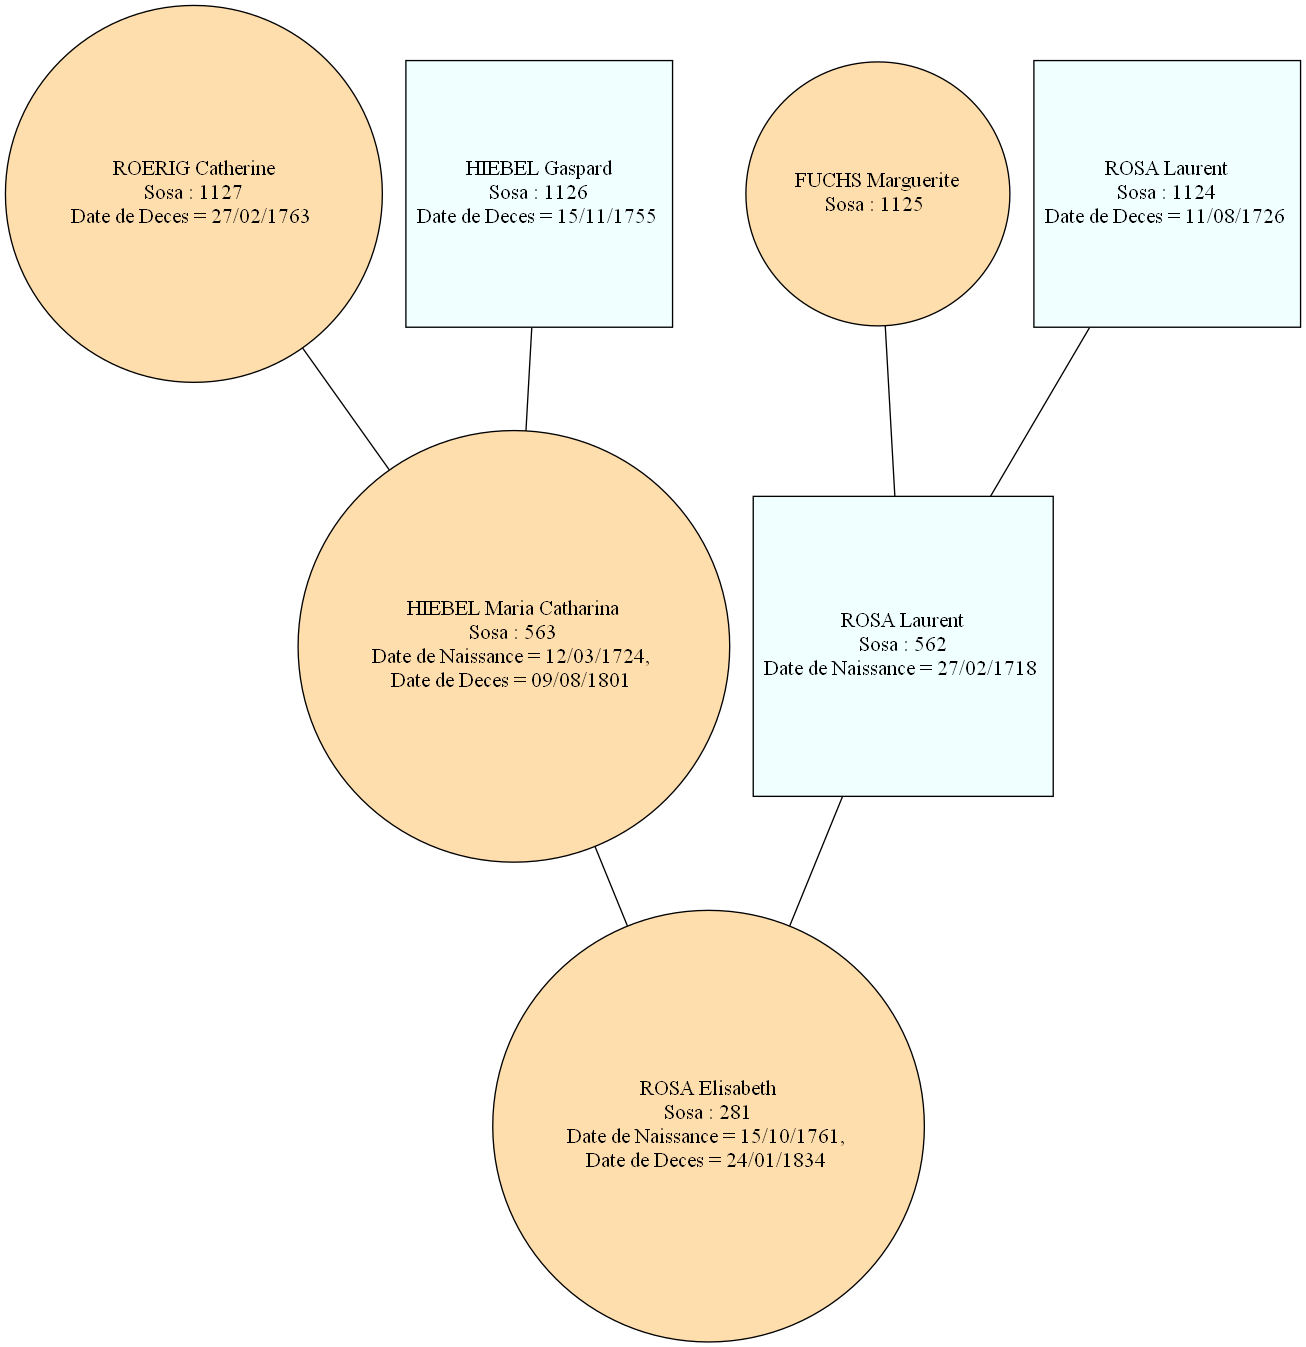 ROERIG Catherine
Sosa : 1127
Date de Deces = 27/02/1763
HIEBEL Gaspard
Sosa : 1126
Date de Deces = 15/11/1755
FUCHS Marguerite
Sosa : 1125
ROSA Laurent
Sosa : 1124
Date de Deces = 11/08/1726
HIEBEL Maria Catharina
Sosa : 563
Date de Naissance = 12/03/1724,
Date de Deces = 09/08/1801
ROSA Laurent
Sosa : 562
Date de Naissance = 27/02/1718
ROSA Elisabeth
Sosa : 281
Date de Naissance = 15/10/1761,
Date de Deces = 24/01/1834